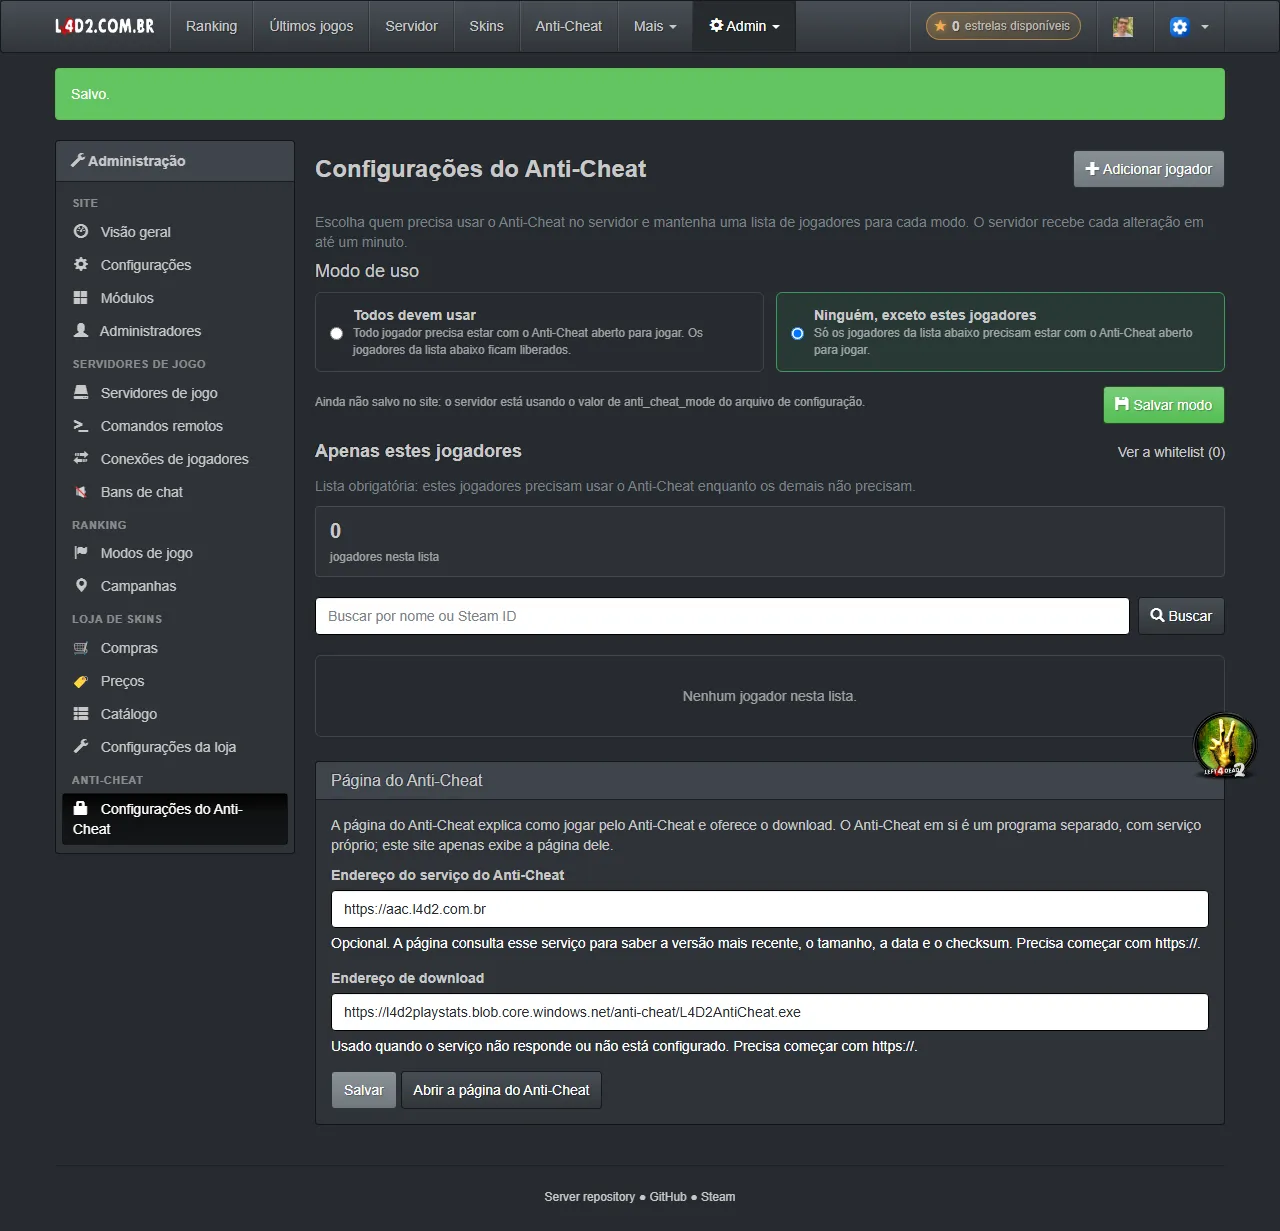 L4D2.COM.BR
Ranking
Últimos jogos
Servidor
Skins
Anti-Cheat
Mais
Admin
0 estrelas disponíveis
Salvo.
Administração
SITE
Visão geral
Configurações
Módulos
Administradores
SERVIDORES DE JOGO
Servidores de jogo
Comandos remotos
Conexões de jogadores
Bans de chat
RANKING
Modos de jogo
Campanhas
LOJA DE SKINS
Compras
Preços
Catálogo
Configurações da loja
ANTI-CHEAT
Configurações do Anti-
Cheat
Configurações do Anti-Cheat
Adicionar jogador
Escolha quem precisa usar o Anti-Cheat no servidor e mantenha uma lista de jogadores para cada modo. O servidor recebe cada alteração em
até um minuto.
Modo de uso
Todos devem usar
Todo jogador precisa estar com o Anti-Cheat aberto para jogar. Os
jogadores da lista abaixo ficam liberados.
Ninguém, exceto estes jogadores
Só os jogadores da lista abaixo precisam estar com o Anti-Cheat aberto
para jogar.
Ainda não salvo no site: o servidor está usando o valor de anti_cheat_mode do arquivo de configuração.
Salvar modo
Apenas estes jogadores
Ver a whitelist (0)
Lista obrigatória: estes jogadores precisam usar o Anti-Cheat enquanto os demais não precisam.
0
jogadores nesta lista
Buscar por nome ou Steam ID
Buscar
Nenhum jogador nesta lista.
LEFT4DEAD2
Página do Anti-Cheat
A página do Anti-Cheat explica como jogar pelo Anti-Cheat e oferece o download. O Anti-Cheat em si é um programa separado, com serviço
próprio; este site apenas exibe a página dele.
Endereço do serviço do Anti-Cheat
https://aac.l4d2.com.br
Opcional. A página consulta esse serviço para saber a versão mais recente, o tamanho, a data e o checksum. Precisa começar com https://.
Endereço de download
https://l4d2playstats.blob.core.windows.net/anti-cheat/L4D2AntiCheat.exe
Usado quando o serviço não responde ou não está configurado. Precisa começar com https://.
Salvar
Abrir a página do Anti-Cheat
Server repository ● GitHub ● Steam